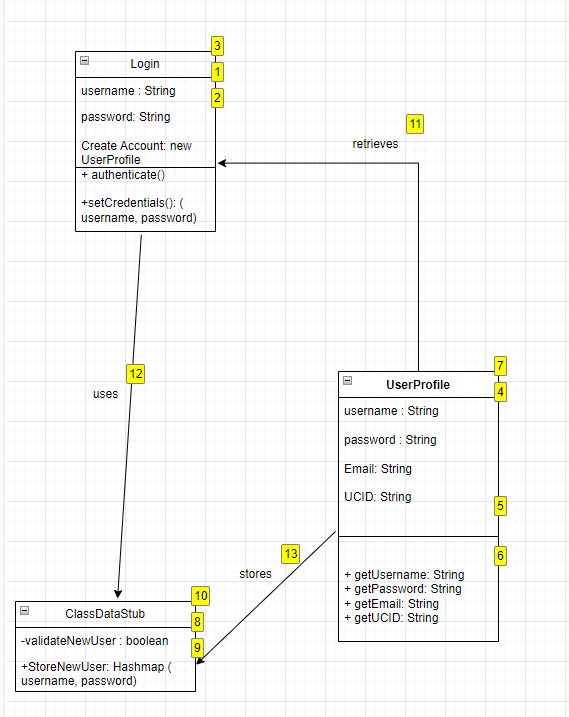 3
Login
1
username : String
2
password: String
Create Account: new
UserProfile
+ authenticate()
+setCredentials(): (
username, password)
11
retrieves
12
uses
7
UserProfile
4
username : String
password : String
Email: String
UCID: String
5
6
+ getUsername: String
+ getPassword: String
+ getEmail: String
+ getUCID: String
13
stores
10
ClassDataStub
8
-validateNewUser : boolean
9
+StoreNewUser: Hashmap (
username, password)